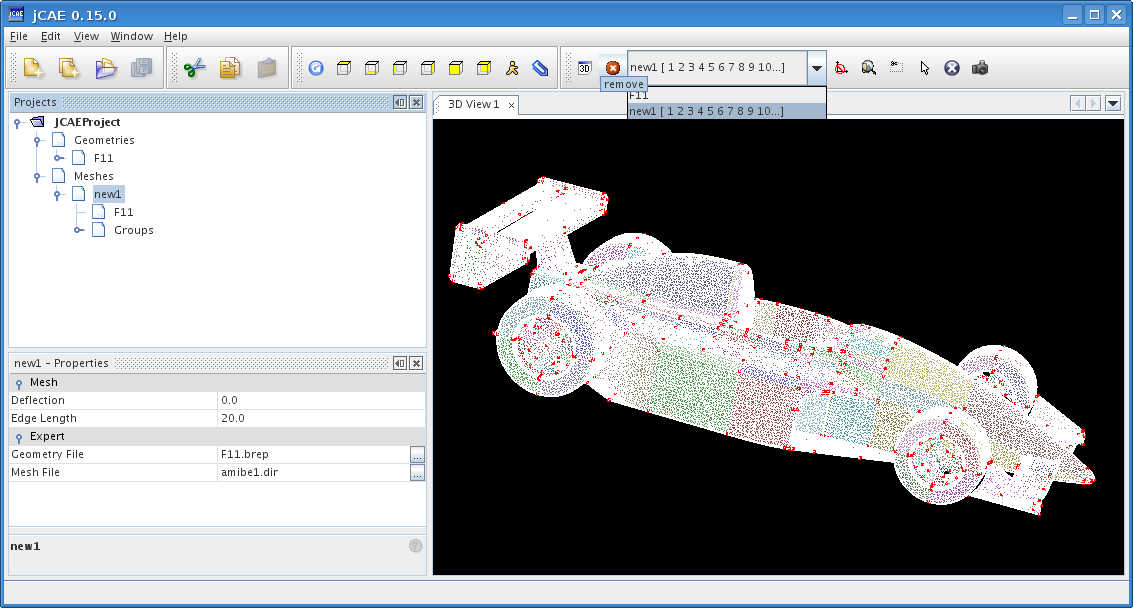 jCAE 0.15.0
File Edit View Window Help
3D new1 [ 1 2 3 4 5 6 7 8 9 10...]
remove
F11
new1 [ 1 2 3 4 5 6 7 8 9 10...]
Projects
JCAEProject
Geometries
F11
Meshes
new1
F11
Groups
3D View 1
new1 - Properties
Mesh
Deflection 0.0
Edge Length 20.0
Expert
Geometry File F11.brep ...
Mesh File amibe1.dir ...
new1